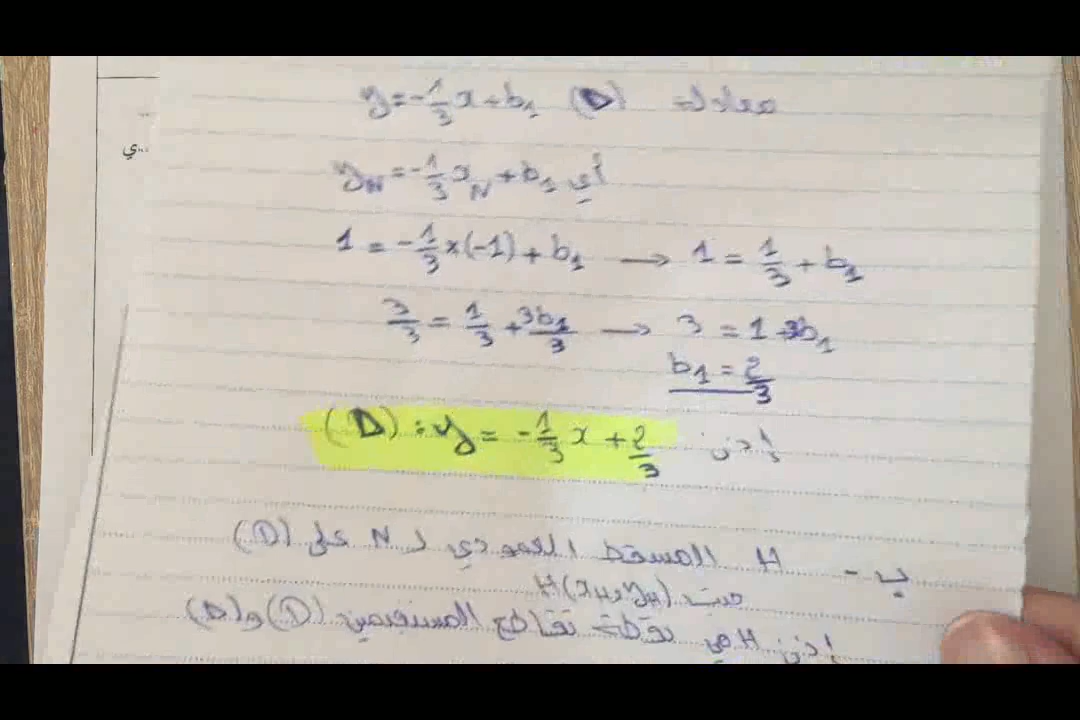 معادلة (Δ) y = -1/3 x + b₁
أي y_N = -1/3 x_N + b₁
1 = -1/3 × (-1) + b₁ → 1 = 1/3 + b₁
3/3 = 1/3 + 3b₁/3 → 3 = 1 + 3b₁
b₁ = 2/3
إذن (Δ) : y = -1/3 x + 2/3
ب - H المسقط العمودي ل N على (D)
حيث H(x_H, y_H)
إذن H هي نقطة تقاطع المستقيمين (D) و (Δ)